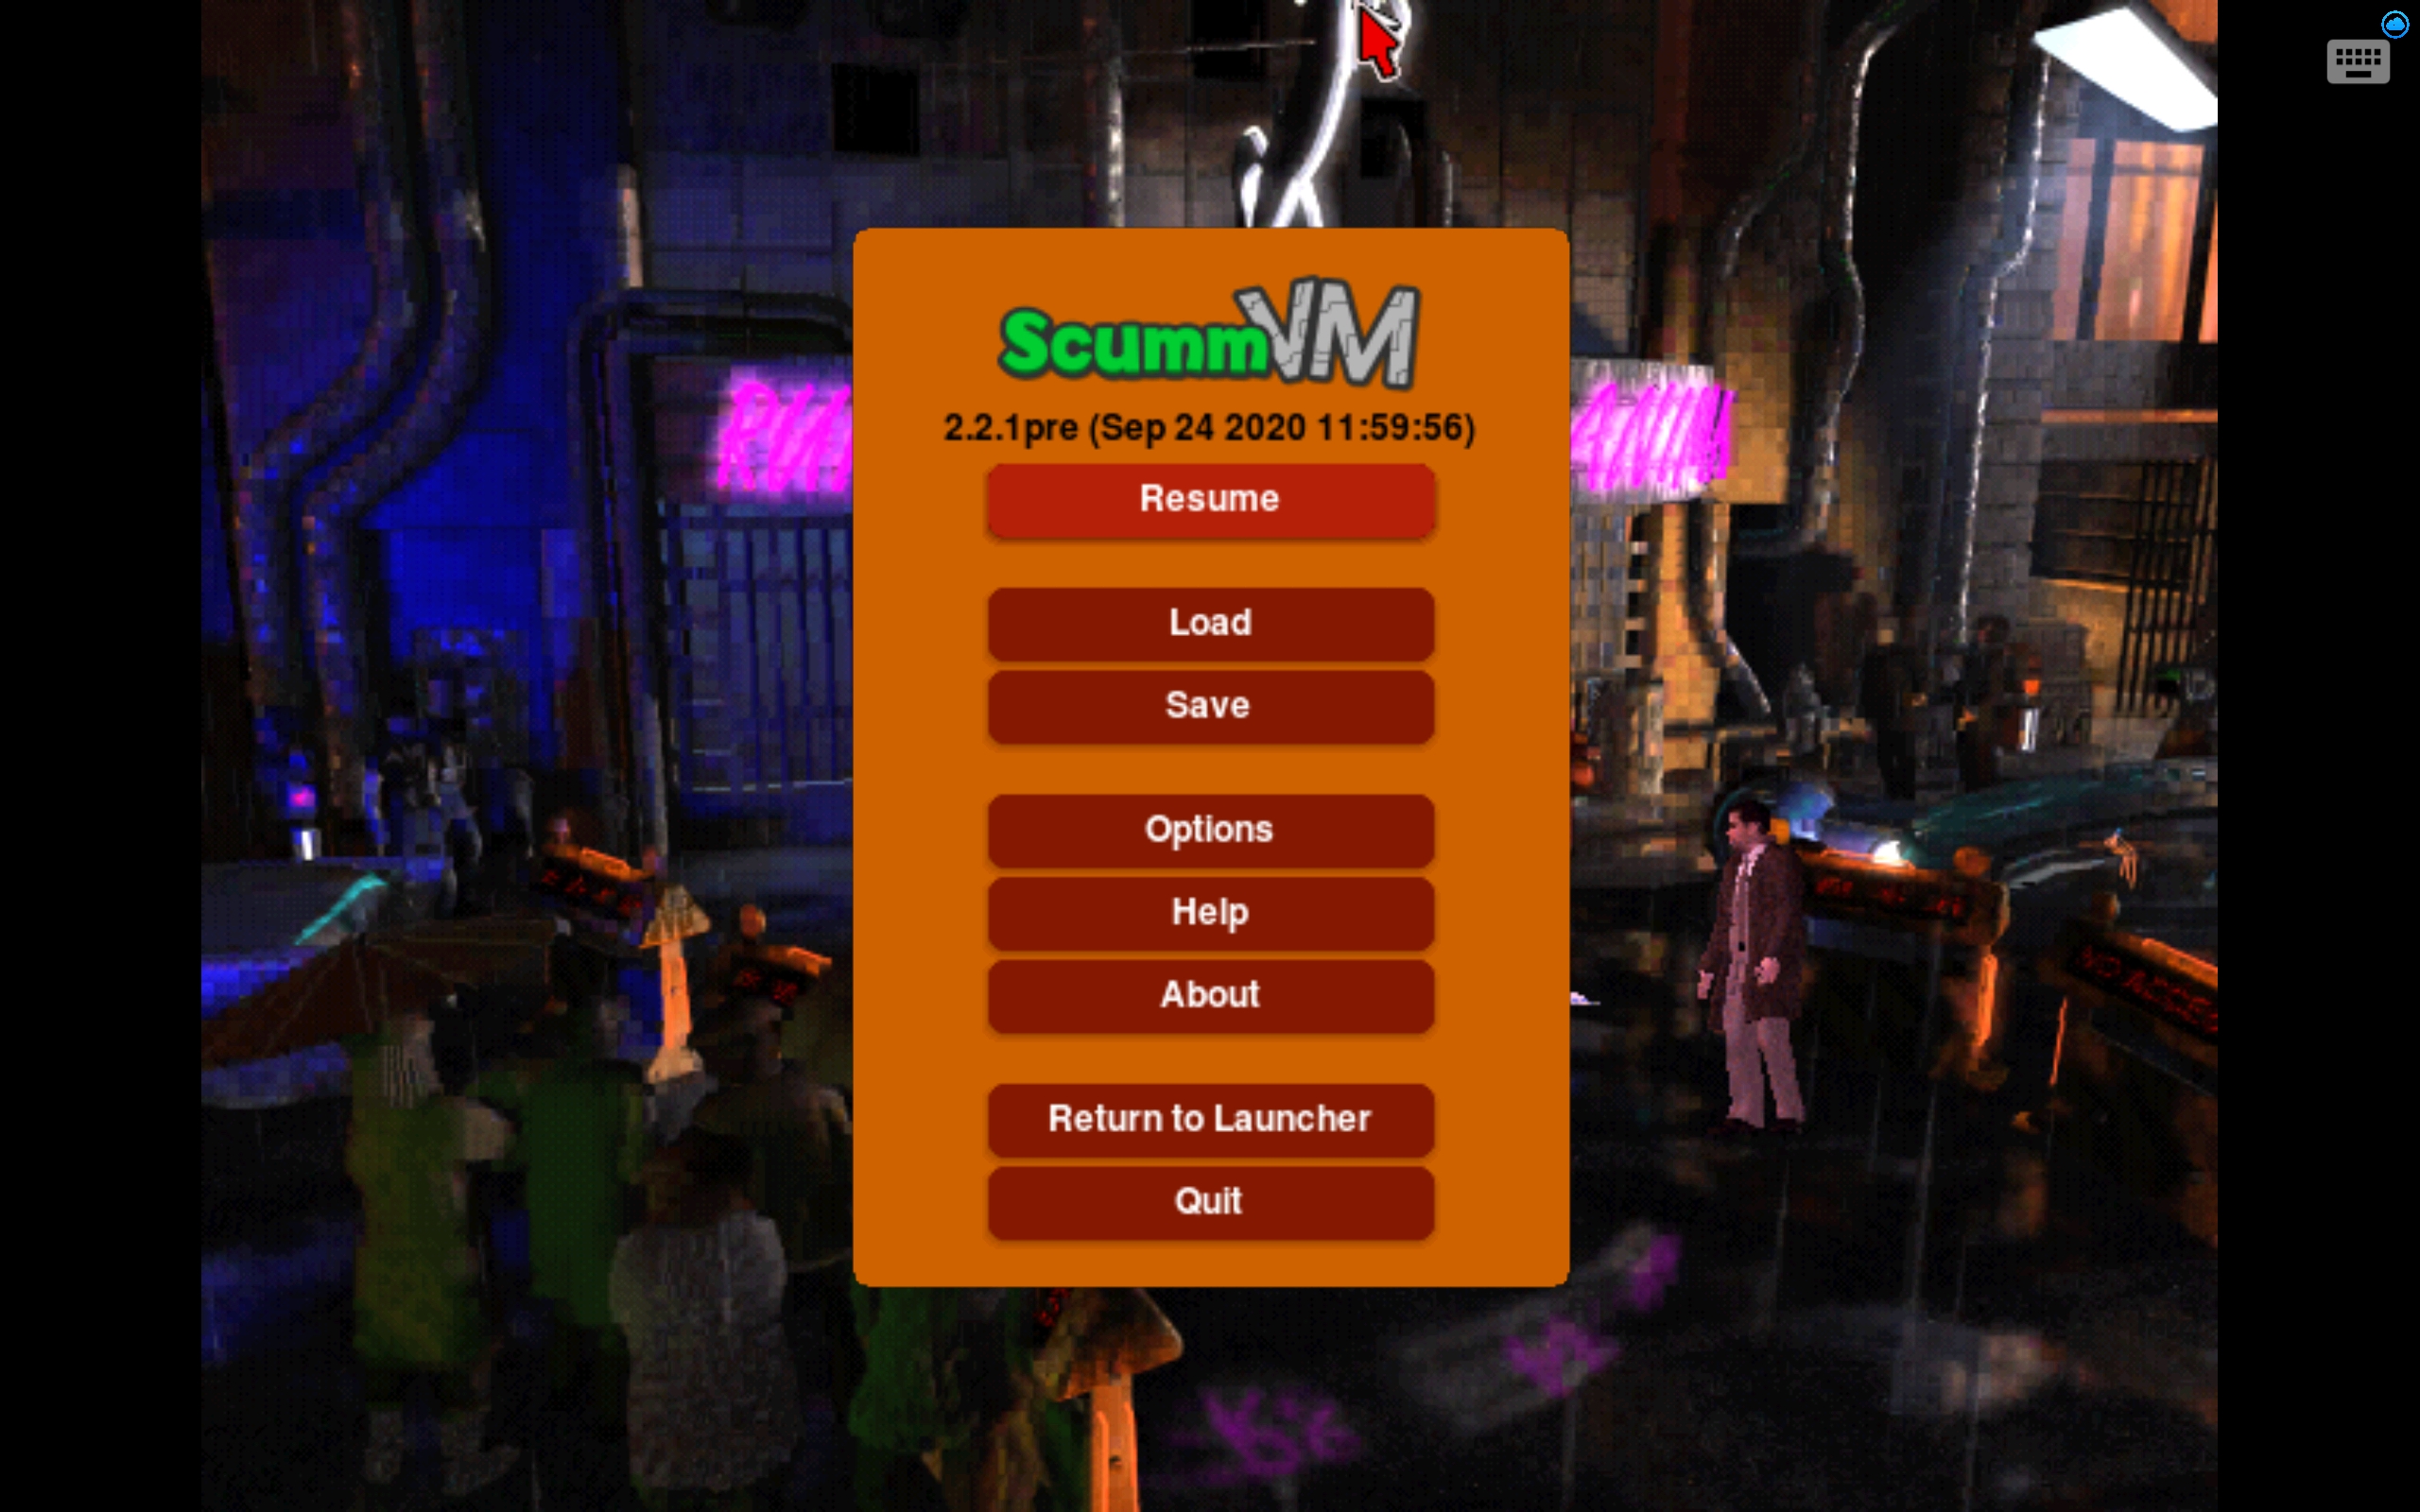 ScummVM
2.2.1pre (Sep 24 2020 11:59:56)
Resume
Load
Save
Options
Help
About
Return to Launcher
Quit